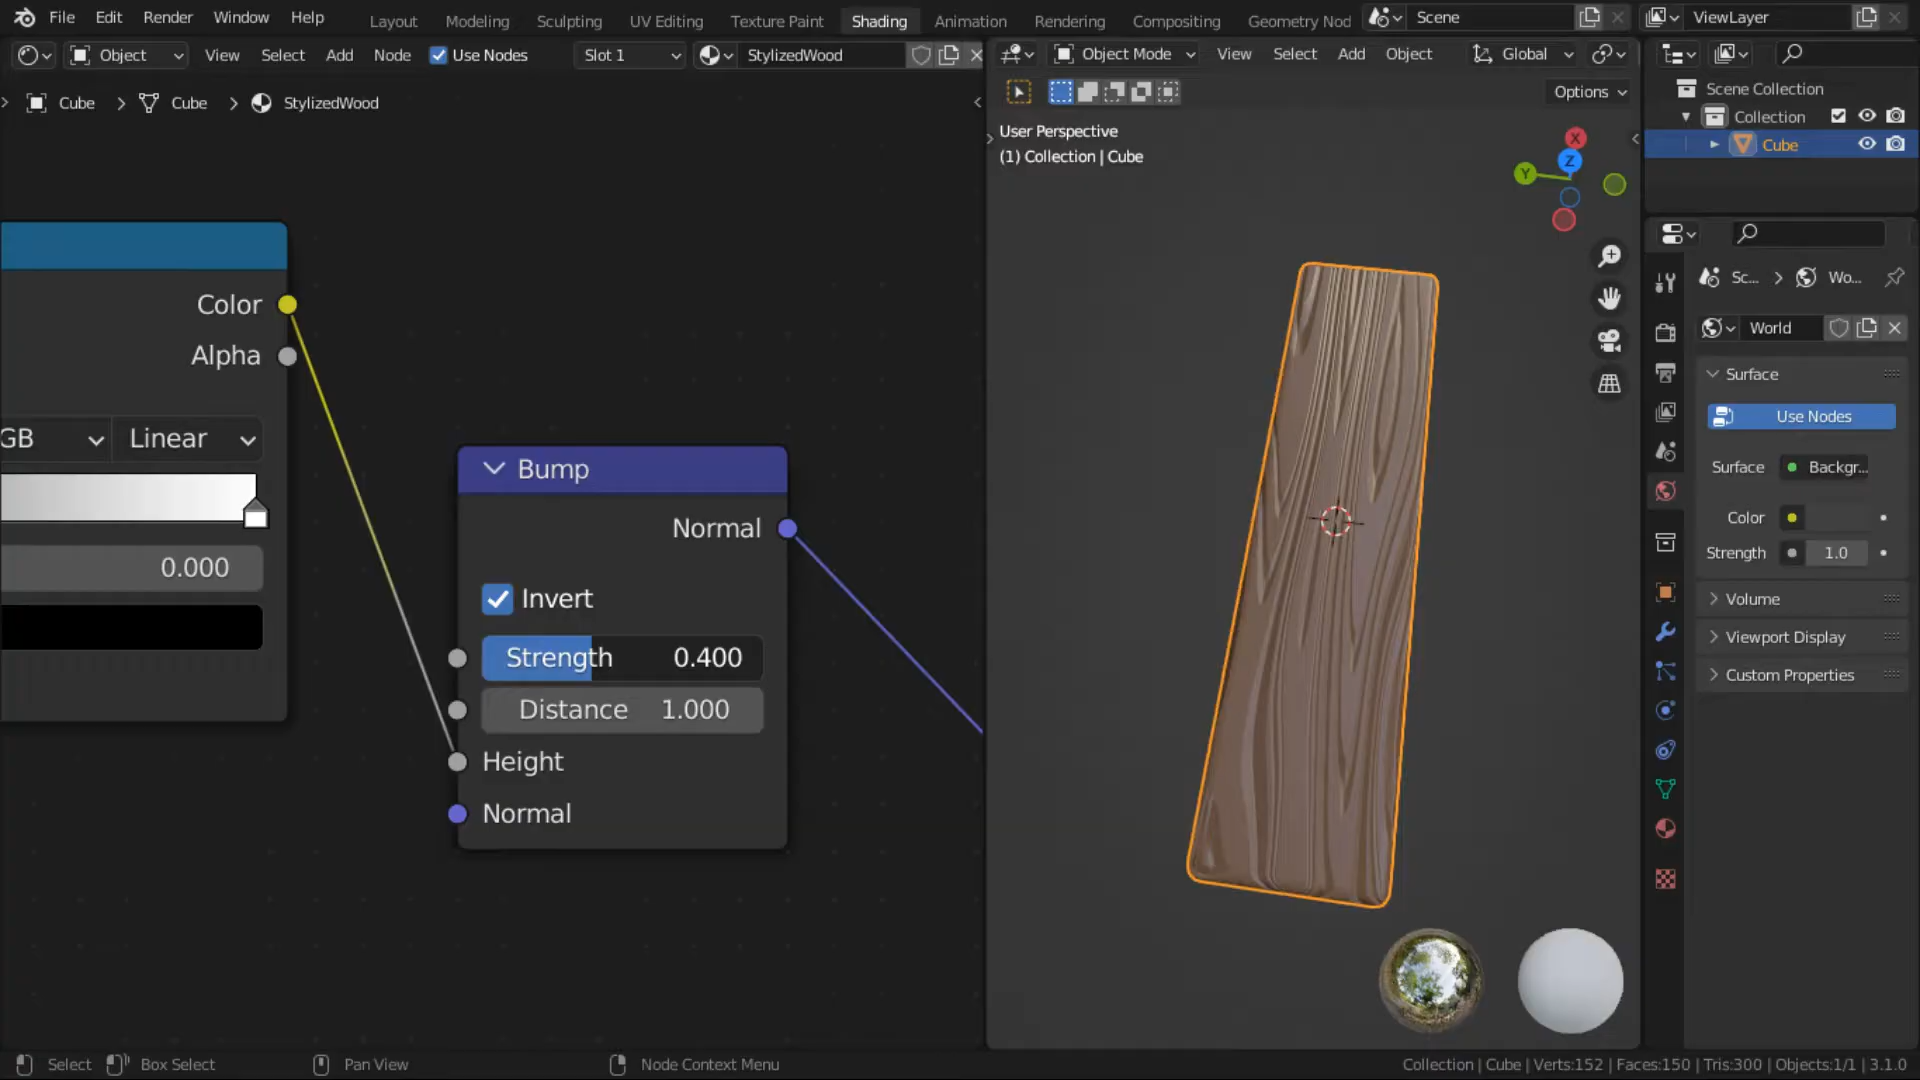 File Edit Render Window Help Layout Modeling Sculpting UV Editing Texture Paint Shading Animation Rendering Compositing Geometry Nod Scene ViewLayer
Object View Select Add Node Use Nodes Slot 1 StylizedWood Object Mode View Select Add Object Global
Options
Cube Cube StylizedWood
User Perspective
(1) Collection | Cube
X
Y
Z
Scene Collection
Collection
Cube
Sc... Wo...
World
Surface
Use Nodes
Surface Backgr...
Color
Strength 1.0
Volume
Viewport Display
Custom Properties
Color
Alpha
GB Linear
0.000
Bump
Normal
Invert
Strength 0.400
Distance 1.000
Height
Normal
Select Box Select Pan View Node Context Menu Collection | Cube | Verts:152 | Faces:150 | Tris:300 | Objects:1/1 | 3.1.0